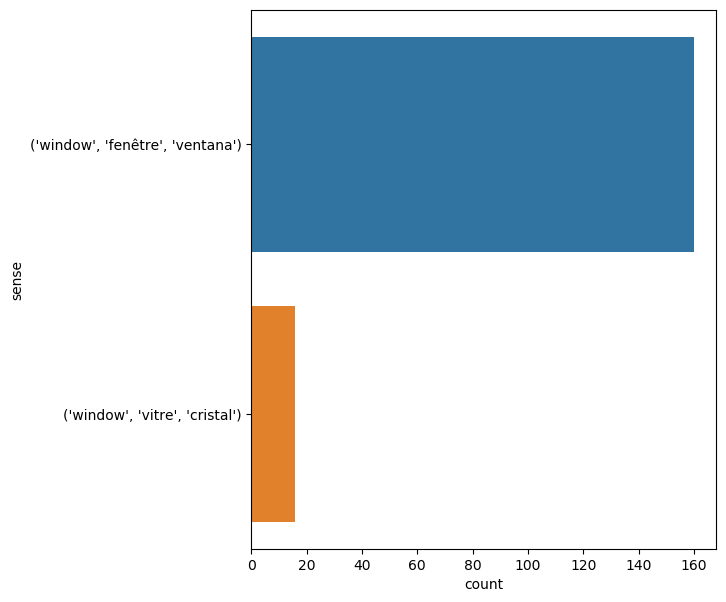 sense
('window', 'fenêtre', 'ventana')
('window', 'vitre', 'cristal')
0 20 40 60 80 100 120 140 160
count